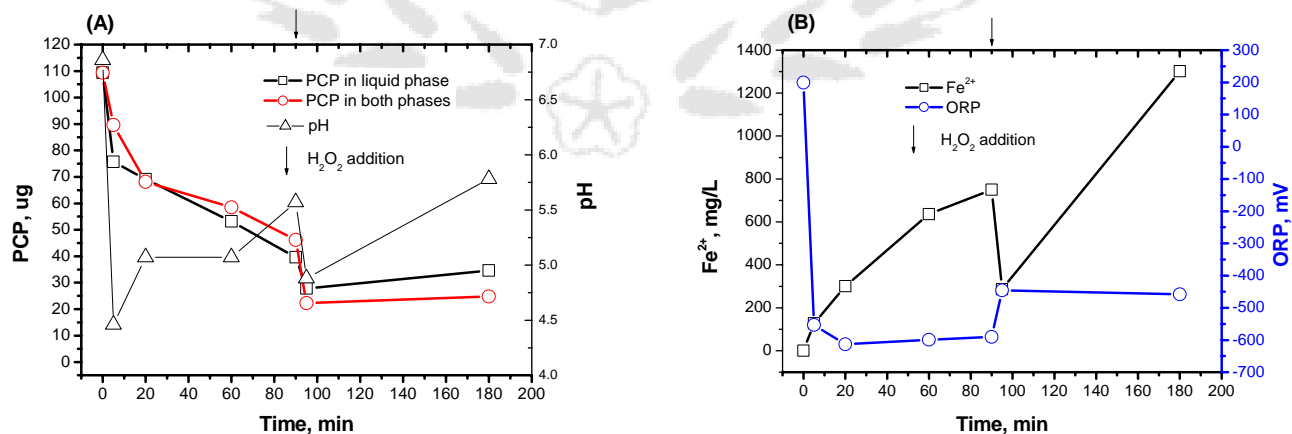 (A)
PCP in liquid phase
PCP in both phases
pH
H₂O₂ addition
120
110
100
90
80
70
60
50
40
30
20
10
0
PCP, ug
7.0
6.5
6.0
5.5
5.0
4.5
4.0
pH
0 20 40 60 80 100 120 140 160 180 200
Time, min
(B)
Fe²⁺
ORP
H₂O₂ addition
1400
1200
1000
800
600
400
200
0
Fe²⁺, mg/L
300
200
100
0
-100
-200
-300
-400
-500
-600
-700
ORP, mV
0 20 40 60 80 100 120 140 160 180 200
Time, min